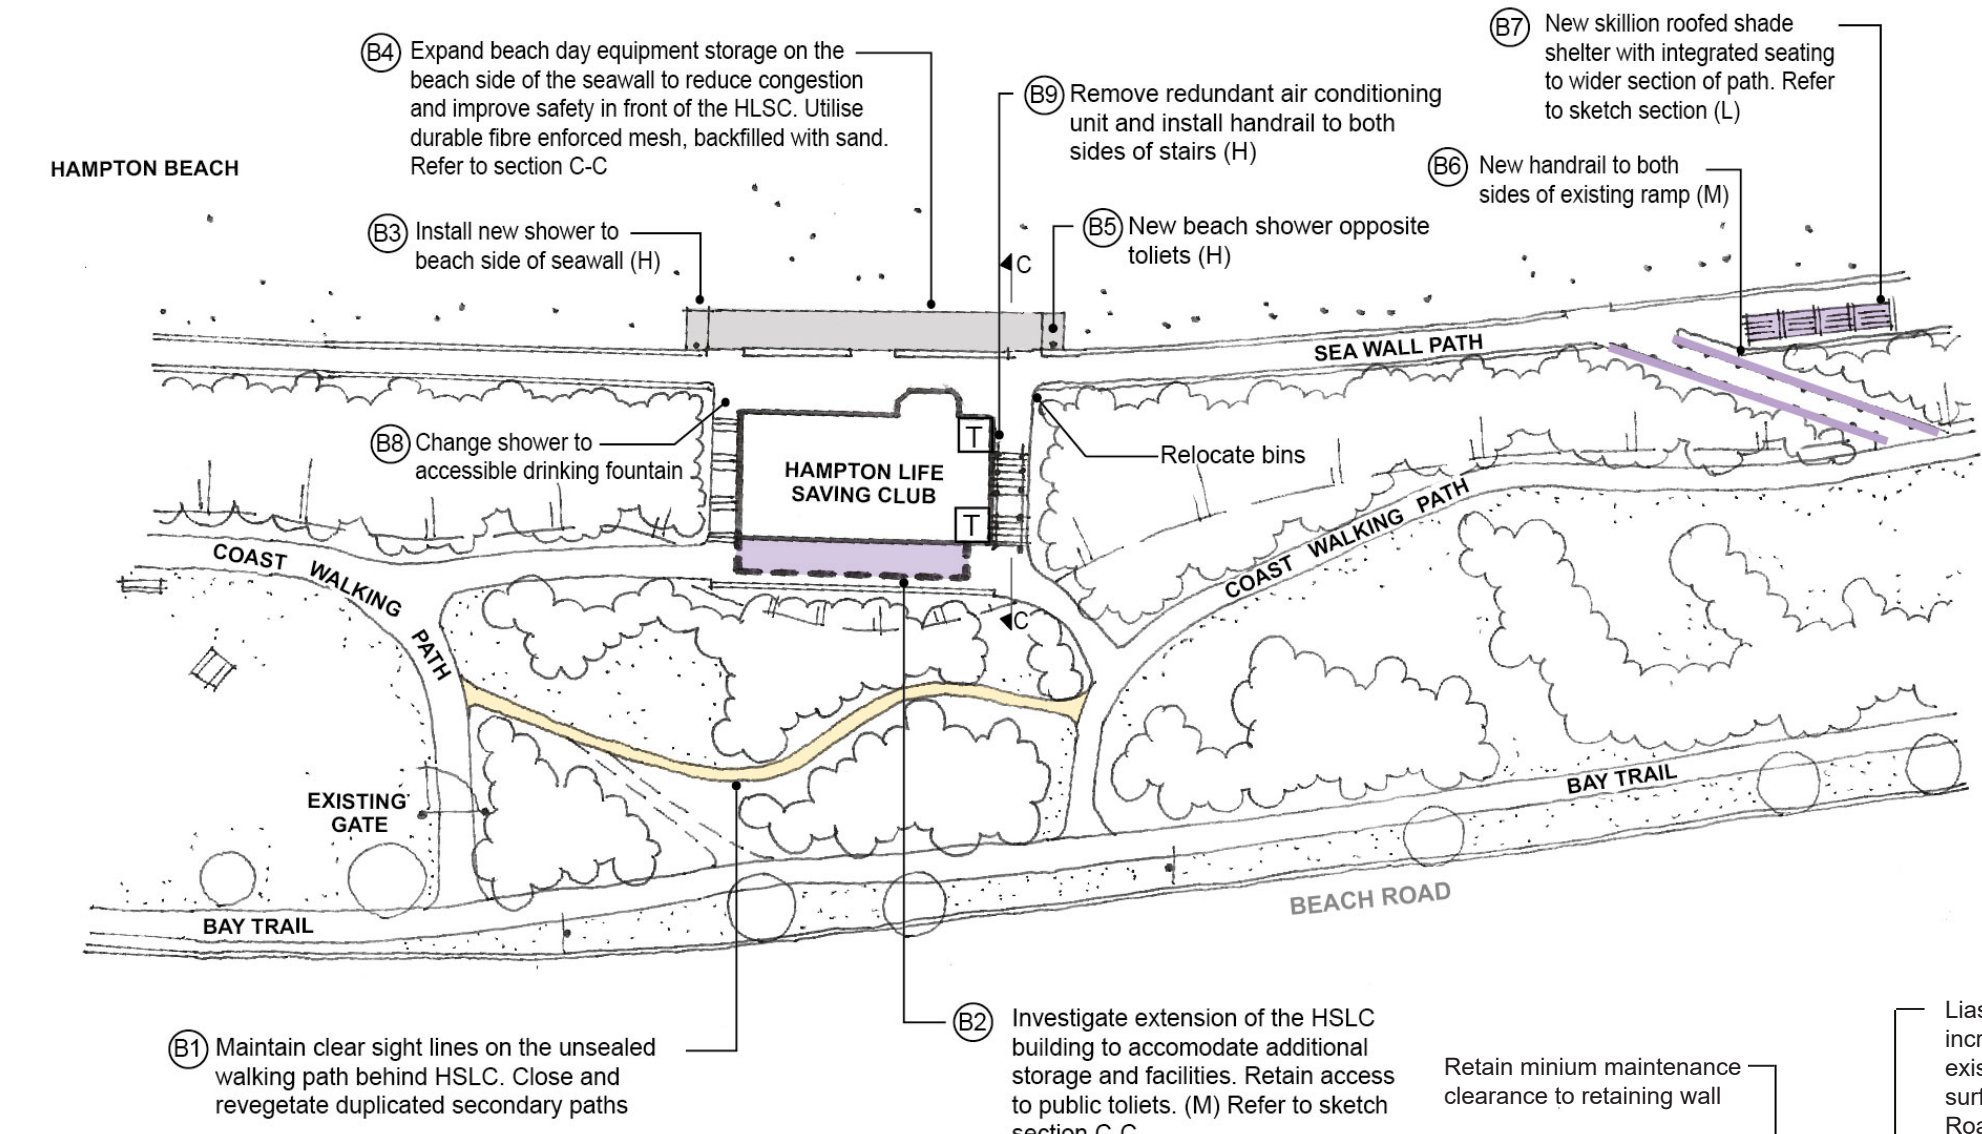 B4 Expand beach day equipment storage on the
beach side of the seawall to reduce congestion
and improve safety in front of the HLSC. Utilise
durable fibre enforced mesh, backfilled with sand.
Refer to section C-C
B7 New skillion roofed shade
shelter with integrated seating
to wider section of path. Refer
to sketch section (L)
B9 Remove redundant air conditioning
unit and install handrail to both
sides of stairs (H)
HAMPTON BEACH
B6 New handrail to both
sides of existing ramp (M)
B3 Install new shower to
beach side of seawall (H)
B5 New beach shower opposite
toliets (H)
C
SEA WALL PATH
B8 Change shower to
accessible drinking fountain
T
HAMPTON LIFE
SAVING CLUB
T
Relocate bins
COAST WALKING PATH
COAST WALKING PATH
C
EXISTING
GATE
BAY TRAIL
BAY TRAIL
BEACH ROAD
B1 Maintain clear sight lines on the unsealed
walking path behind HSLC. Close and
revegetate duplicated secondary paths
B2 Investigate extension of the HSLC
building to accomodate additional
storage and facilities. Retain access
to public toliets. (M) Refer to sketch
section C-C
Retain minium maintenance
clearance to retaining wall